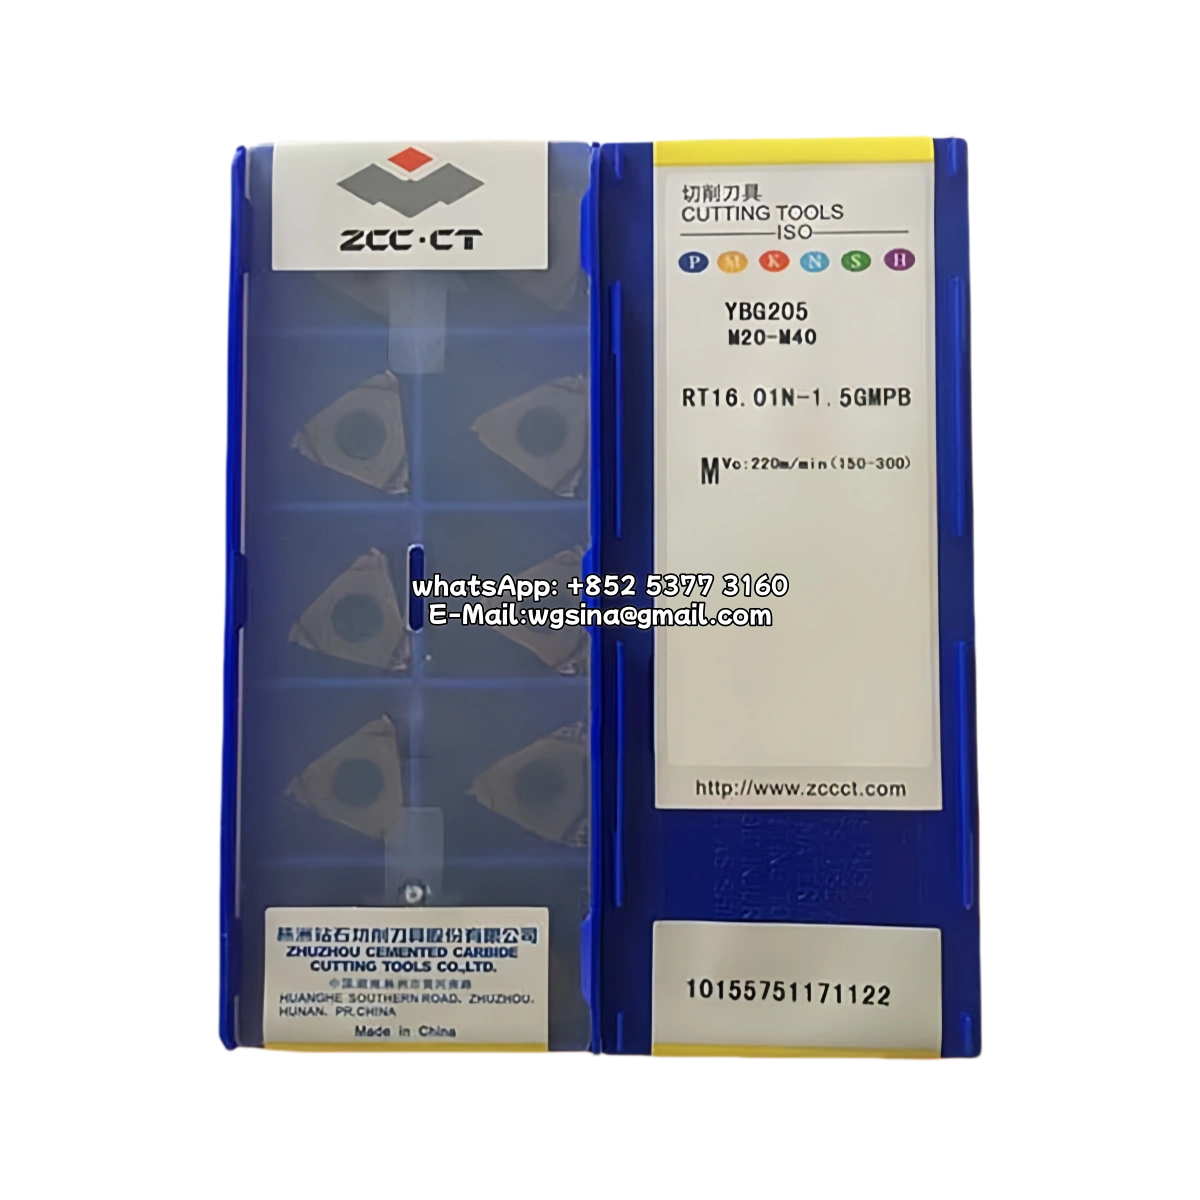 ZCC·CT
切削刀具
CUTTING TOOLS
ISO
P M K N S H
YBG205
M20-M40
RT16.01N-1.5GMPB
M Vc:220m/min(150-300)
whatsApp: +852 5377 3160
E-Mail:wgsina@gmail.com
http://www.zccct.com
株洲钻石切削刀具股份有限公司
ZHUZHOU CEMENTED CARBIDE
CUTTING TOOLS CO.,LTD.
HUANGHE SOUTHERN ROAD, ZHUZHOU,
HUNAN, PR.CHINA
Made in China
10155751171122